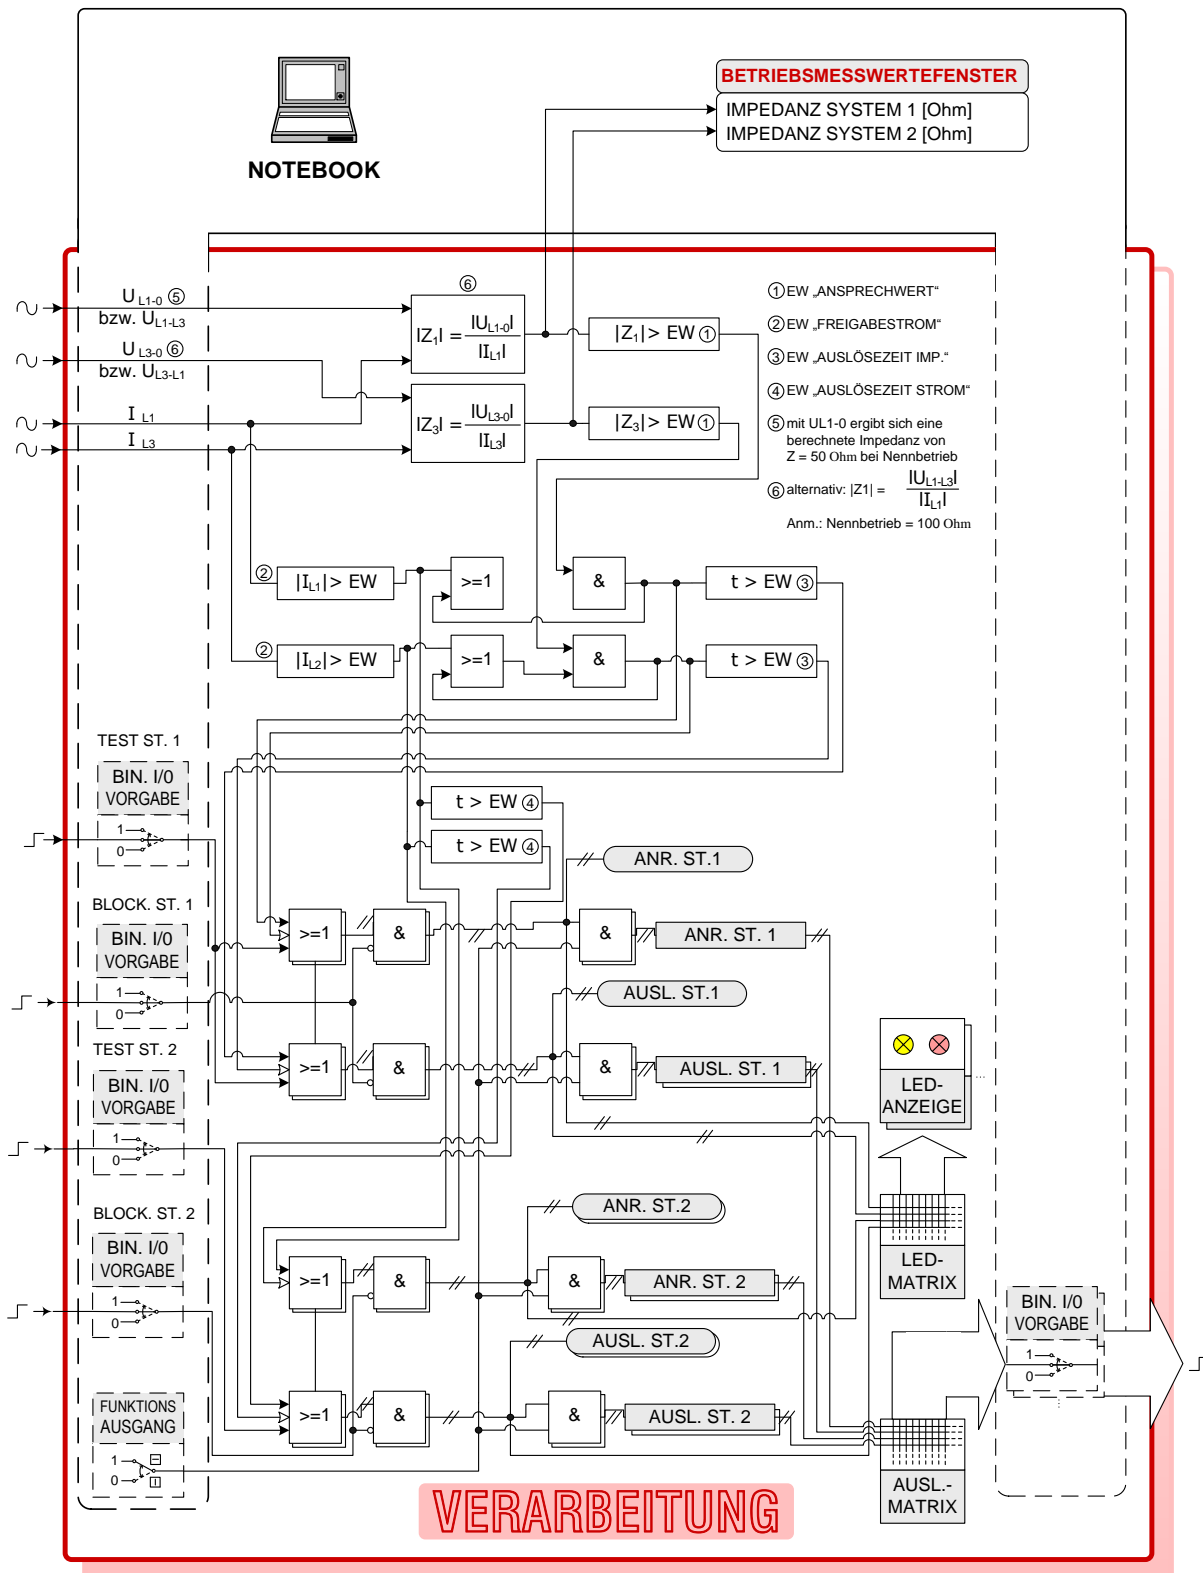 BETRIEBSMESSWERTEFENSTER
IMPEDANZ SYSTEM 1 [Ohm]
IMPEDANZ SYSTEM 2 [Ohm]
NOTEBOOK
U L1-0 ⑤
bzw. UL1-L3
U L3-0 ⑥
bzw. UL3-L1
I L1
I L3
⑥
|Z1| = |UL1-0| / |IL1|
|Z3| = |UL3-0| / |IL3|
|Z1| > EW ①
|Z3| > EW ①
① EW „ANSPRECHWERT“
② EW „FREIGABESTROM“
③ EW „AUSLÖSEZEIT IMP.“
④ EW „AUSLÖSEZEIT STROM“
⑤ mit UL1-0 ergibt sich eine
berechnete Impedanz von
Z = 50 Ohm bei Nennbetrieb
⑥ alternativ: |Z1| = |UL1-L3| / |IL1|
Anm.: Nennbetrieb = 100 Ohm
② |IL1| > EW
>=1
&
t > EW ③
② |IL2| > EW
>=1
&
t > EW ③
TEST ST. 1
BIN. I/0
VORGABE
1
0
t > EW ④
t > EW ④
ANR. ST.1
BLOCK. ST. 1
BIN. I/0
VORGABE
1
0
>=1
&
&
ANR. ST. 1
AUSL. ST.1
TEST ST. 2
BIN. I/0
VORGABE
1
0
>=1
&
&
AUSL. ST. 1
LED-
ANZEIGE
...
ANR. ST.2
BLOCK. ST. 2
BIN. I/0
VORGABE
1
0
>=1
&
&
ANR. ST. 2
LED-
MATRIX
BIN. I/0
VORGABE
1
0
...
AUSL. ST.2
FUNKTIONS
AUSGANG
1
0
>=1
&
&
AUSL. ST. 2
AUSL.-
MATRIX
VERARBEITUNG